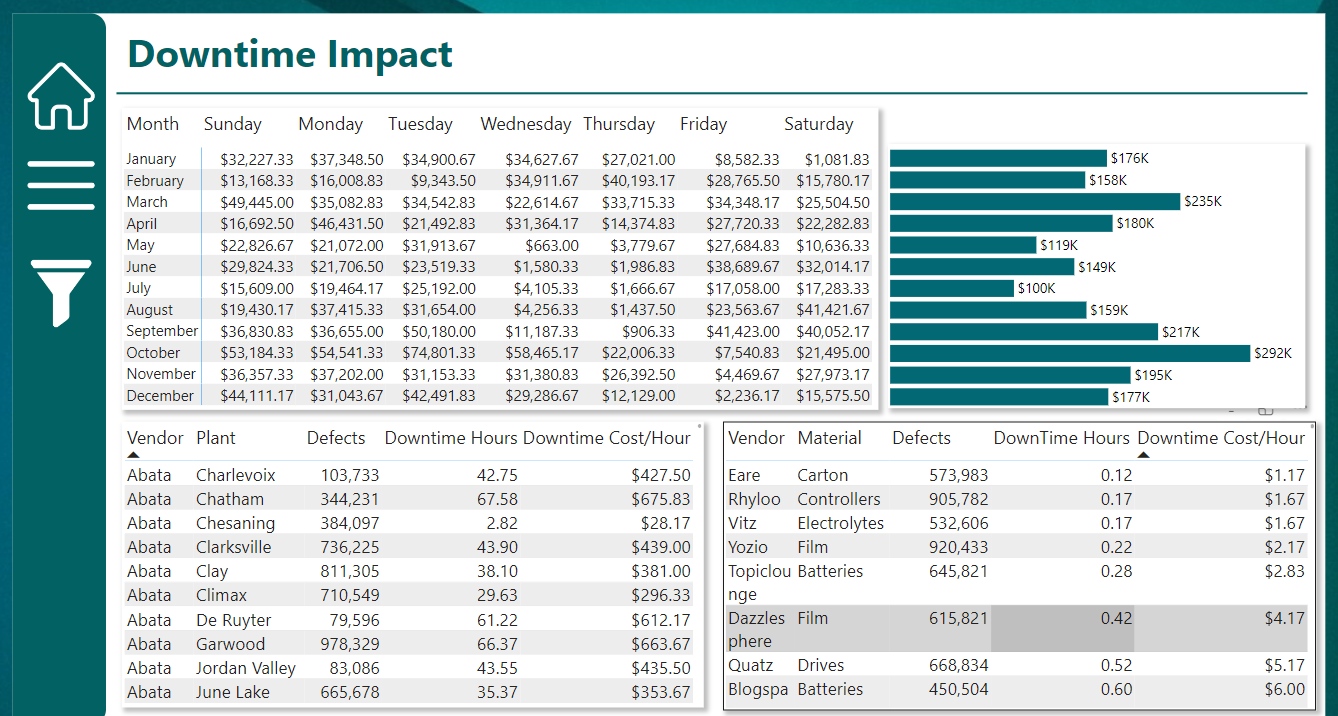 Downtime Impact
Month Sunday Monday Tuesday Wednesday Thursday Friday Saturday
January $32,227.33 $37,348.50 $34,900.67 $34,627.67 $27,021.00 $8,582.33 $1,081.83
February $13,168.33 $16,008.83 $9,343.50 $34,911.67 $40,193.17 $28,765.50 $15,780.17
March $49,445.00 $35,082.83 $34,542.83 $22,614.67 $33,715.33 $34,348.17 $25,504.50
April $16,692.50 $46,431.50 $21,492.83 $31,364.17 $14,374.83 $27,720.33 $22,282.83
May $22,826.67 $21,072.00 $31,913.67 $663.00 $3,779.67 $27,684.83 $10,636.33
June $29,824.33 $21,706.50 $23,519.33 $1,580.33 $1,986.83 $38,689.67 $32,014.17
July $15,609.00 $19,464.17 $25,192.00 $4,105.33 $1,666.67 $17,058.00 $17,283.33
August $19,430.17 $37,415.33 $31,654.00 $4,256.33 $1,437.50 $23,563.67 $41,421.67
September $36,830.83 $36,655.00 $50,180.00 $11,187.33 $906.33 $41,423.00 $40,052.17
October $53,184.33 $54,541.33 $74,801.33 $58,465.17 $22,006.33 $7,540.83 $21,495.00
November $36,357.33 $37,202.00 $31,153.33 $31,380.83 $26,392.50 $4,469.67 $27,973.17
December $44,111.17 $31,043.67 $42,491.83 $29,286.67 $12,129.00 $2,236.17 $15,575.50
$176K
$158K
$235K
$180K
$119K
$149K
$100K
$159K
$217K
$292K
$195K
$177K
Vendor Plant Defects Downtime Hours Downtime Cost/Hour
Abata Charlevoix 103,733 42.75 $427.50
Abata Chatham 344,231 67.58 $675.83
Abata Chesaning 384,097 2.82 $28.17
Abata Clarksville 736,225 43.90 $439.00
Abata Clay 811,305 38.10 $381.00
Abata Climax 710,549 29.63 $296.33
Abata De Ruyter 79,596 61.22 $612.17
Abata Garwood 978,329 66.37 $663.67
Abata Jordan Valley 83,086 43.55 $435.50
Abata June Lake 665,678 35.37 $353.67
Vendor Material Defects DownTime Hours Downtime Cost/Hour
Eare Carton 573,983 0.12 $1.17
Rhyloo Controllers 905,782 0.17 $1.67
Vitz Electrolytes 532,606 0.17 $1.67
Yozio Film 920,433 0.22 $2.17
Topiclou Batteries 645,821 0.28 $2.83
nge
Dazzles Film 615,821 0.42 $4.17
phere
Quatz Drives 668,834 0.52 $5.17
Blogspa Batteries 450,504 0.60 $6.00